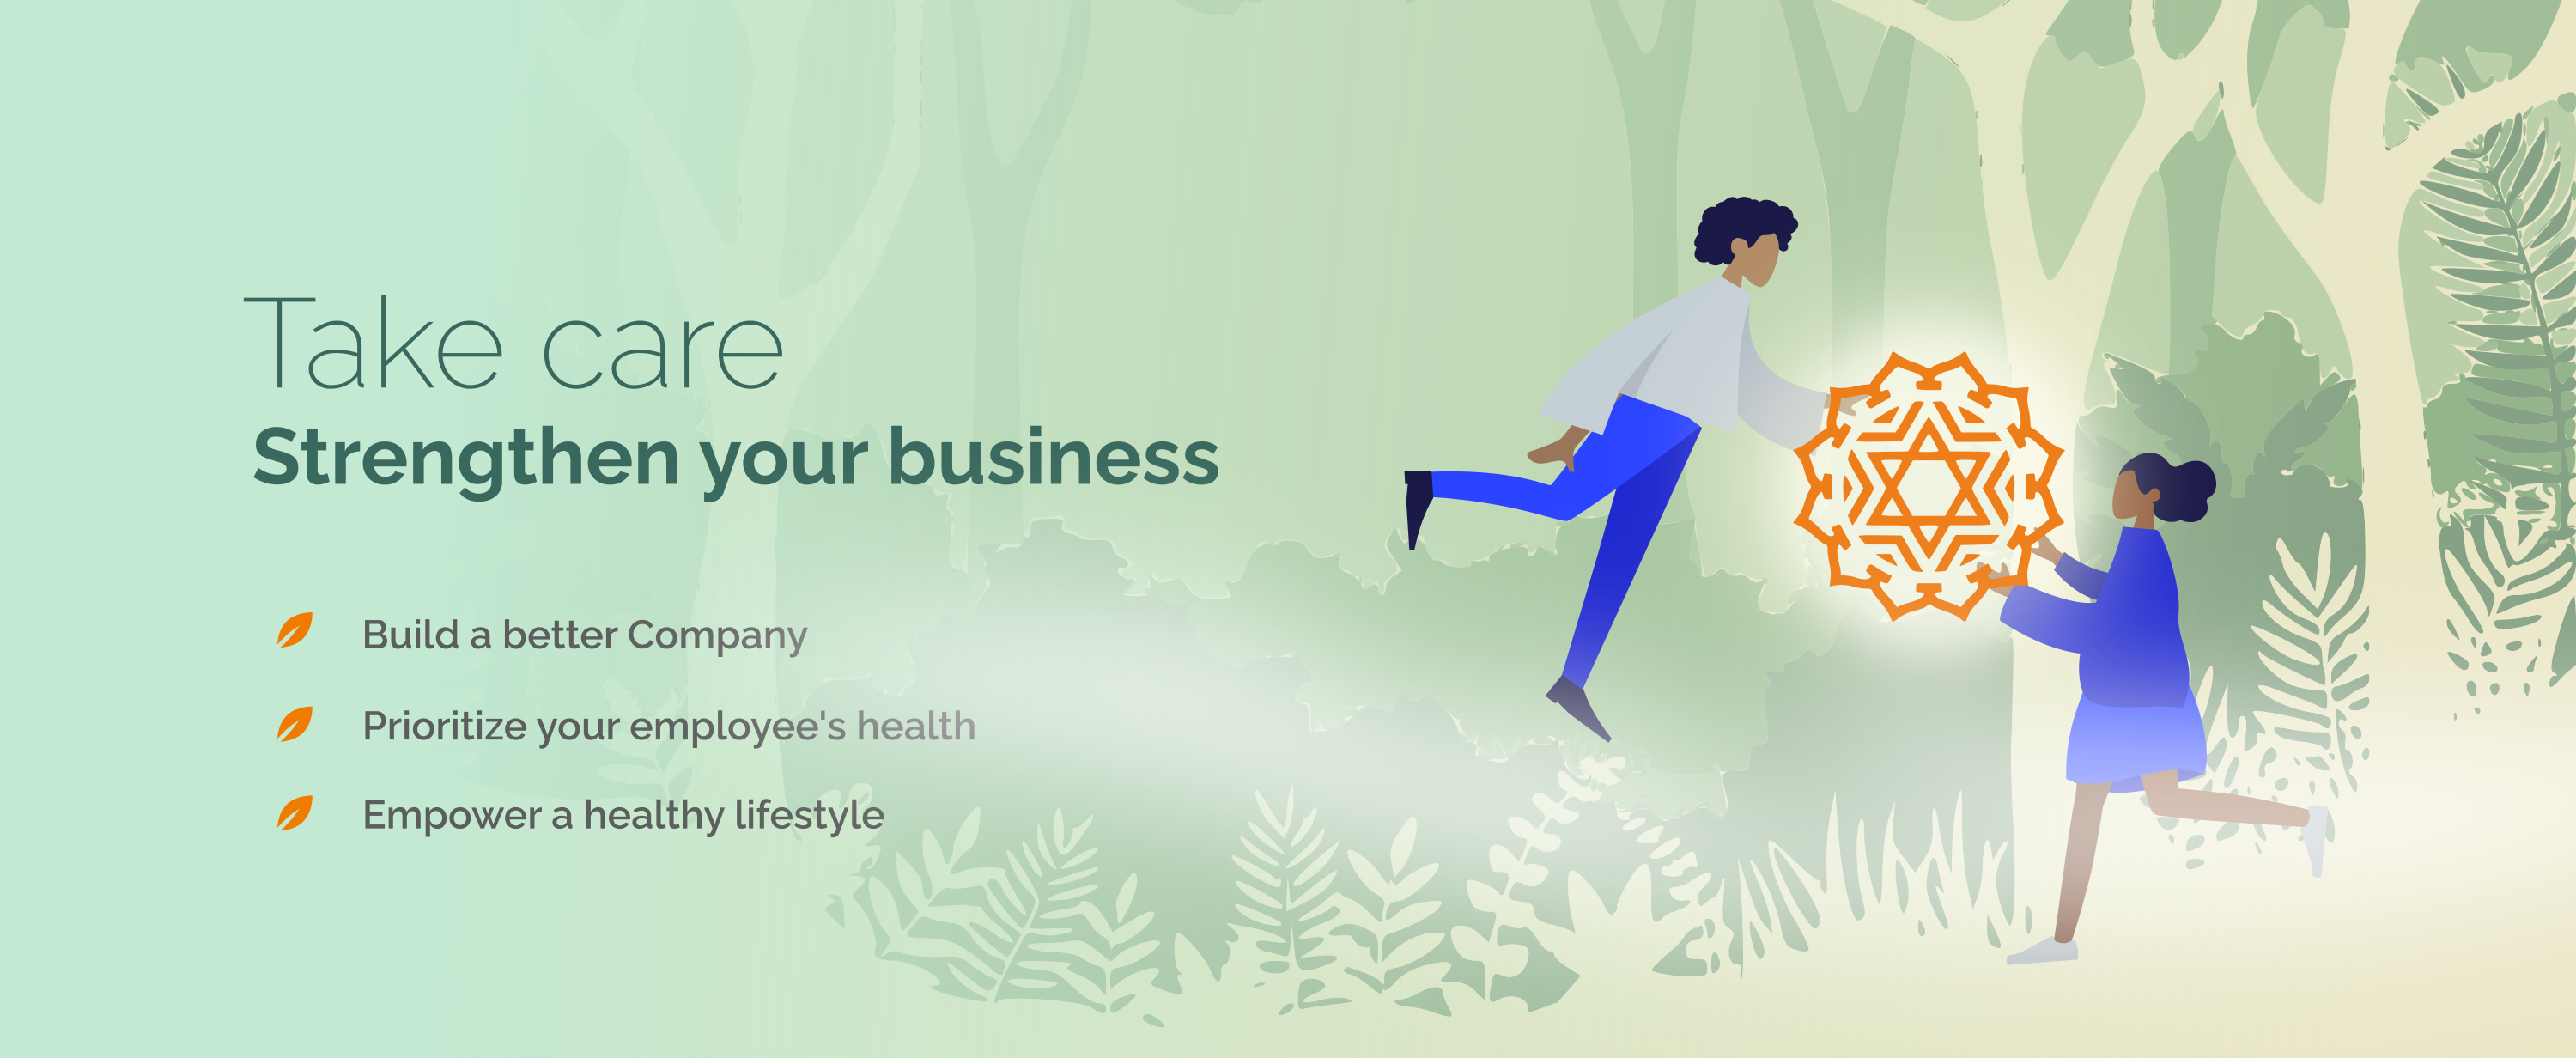 Take care
Strengthen your business
Build a better Company
Prioritize your employee's health
Empower a healthy lifestyle